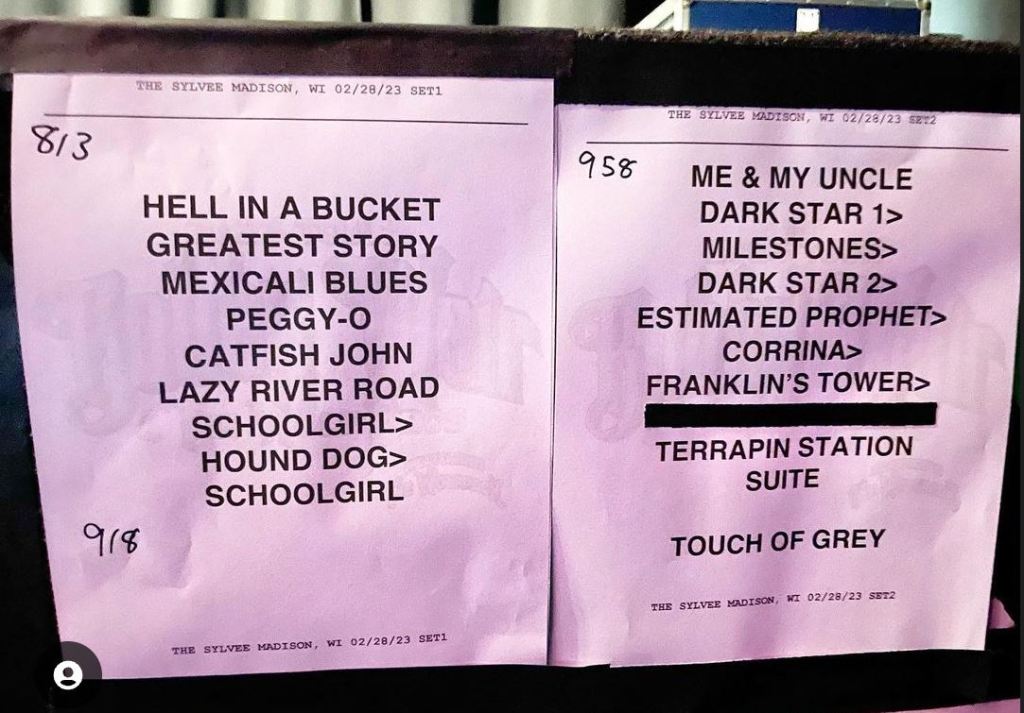 THE SYLVEE MADISON, WI 02/28/23 SET1
813
HELL IN A BUCKET
GREATEST STORY
MEXICALI BLUES
PEGGY-O
CATFISH JOHN
LAZY RIVER ROAD
SCHOOLGIRL>
HOUND DOG>
SCHOOLGIRL
918
THE SYLVEE MADISON, WI 02/28/23 SET1
THE SYLVEE MADISON, WI 02/28/23 SET2
958
ME & MY UNCLE
DARK STAR 1>
MILESTONES>
DARK STAR 2>
ESTIMATED PROPHET>
CORRINA>
FRANKLIN'S TOWER>
TERRAPIN STATION
SUITE
TOUCH OF GREY
THE SYLVEE MADISON, WI 02/28/23 SET2